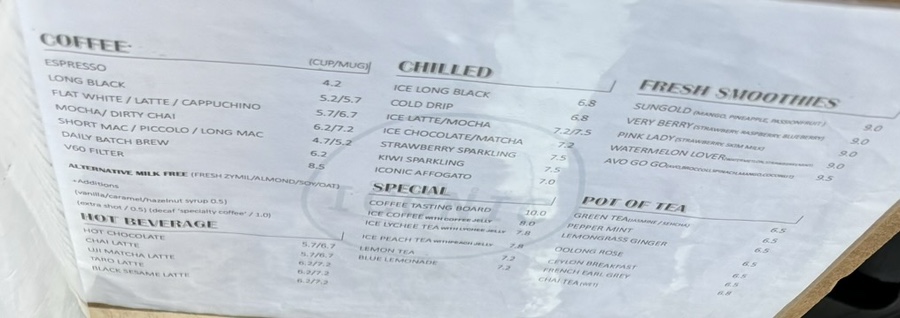 COFFEE
(CUP/MUG)
ESPRESSO 4.2
LONG BLACK 5.2/5.7
FLAT WHITE / LATTE / CAPPUCHINO 5.7/6.7
MOCHA/ DIRTY CHAI 6.2/7.2
SHORT MAC / PICCOLO / LONG MAC 4.7/5.2
DAILY BATCH BREW 6.2
V60 FILTER 8.5
ALTERNATIVE MILK FREE (FRESH ZYMIL/ALMOND/SOY/OAT)
+Additions
(vanilla/caramel/hazelnut syrup 0.5)
(extra shot / 0.5) (decaf 'specialty coffee' / 1.0)
HOT BEVERAGE
HOT CHOCOLATE 5.7/6.7
CHAI LATTE 5.7/6.7
UJI MATCHA LATTE 6.2/7.2
TARO LATTE 6.2/7.2
BLACK SESAME LATTE 6.2/7.2
CHILLED
ICE LONG BLACK 6.8
COLD DRIP 6.8
ICE LATTE/MOCHA 7.2/7.5
ICE CHOCOLATE/MATCHA 7.2
STRAWBERRY SPARKLING 7.5
KIWI SPARKLING 7.5
ICONIC AFFOGATO 7.0
SPECIAL
COFFEE TASTING BOARD 10.0
ICE COFFEE WITH COFFEE JELLY 8.0
ICE LYCHEE TEA WITH LYCHEE JELLY 7.8
ICE PEACH TEA WITH PEACH JELLY 7.8
LEMON TEA 7.2
BLUE LEMONADE 7.2
FRESH SMOOTHIES
SUNGOLD (MANGO, PINEAPPLE, PASSIONFRUIT) 9.0
VERY BERRY (STRAWBERRY, RASPBERRY, BLUEBERRY) 9.0
PINK LADY (STRAWBERRY, SKIM MILK) 9.0
WATERMELON LOVER 9.0
AVO GO GO 9.5
POT OF TEA
GREEN TEA (JASMINE / SENCHA) 6.5
PEPPER MINT 6.5
LEMONGRASS GINGER 6.5
OOLONG ROSE 6.5
CEYLON BREAKFAST 6.5
FRENCH EARL GREY 6.5
CHAI TEA (WET) 6.8